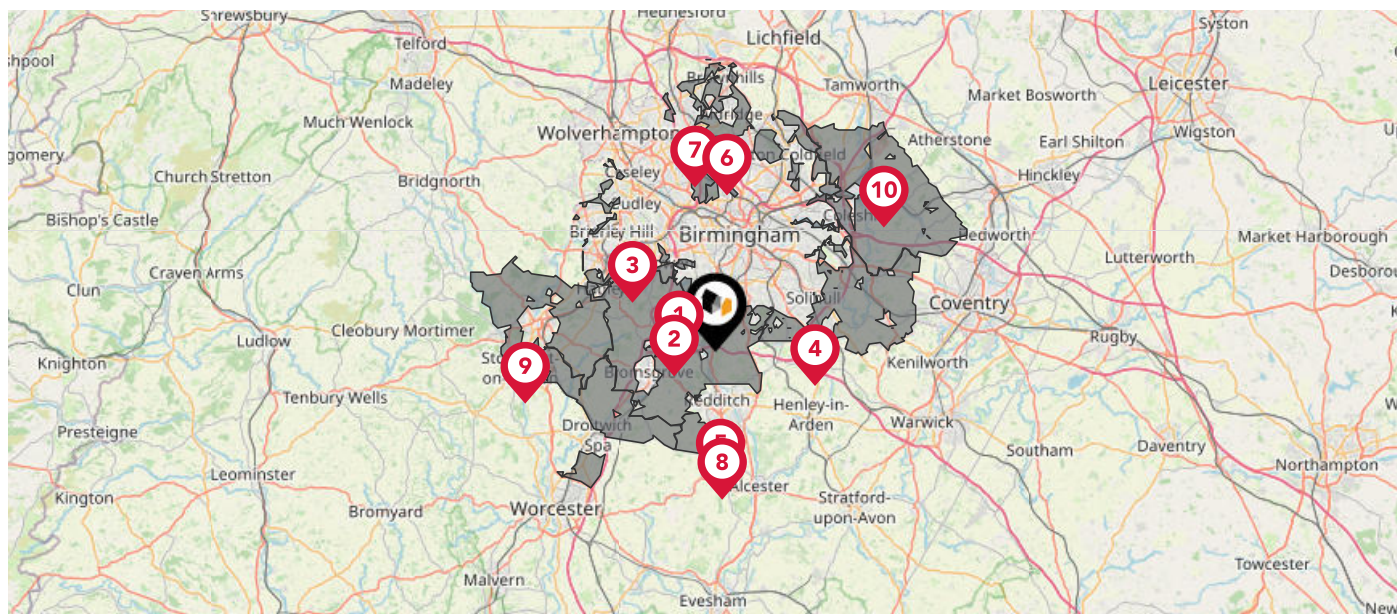 Shrewsbury
Hednesford
Syston
Lichfield
Telford
Leicester
Tamworth
Madeley
Market Bosworth
Wigston
Much Wenlock
Wolverhampton
Atherstone
Earl Shilton
7
6
Church Stretton
Bridgnorth
Hinckley
10
Bishop's Castle
Birmingham
Market Harborough
Brierley Hill
Lutterworth
3
Craven Arms
Clun
Solihull
Coventry
1
2
Cleobury Mortimer
Ludlow
Rugby
4
Kenilworth
Knighton
9
Bromsgrove
Tenbury Wells
Redditch
Henley-in-
Arden
Warwick
Presteigne
Droitwich
Spa
5
8
Southam
Daventry
Northampton
Leominster
Kington
Alcester
Stratford-
upon-Avon
Bromyard
Worcester
Towcester
Malvern
Evesham